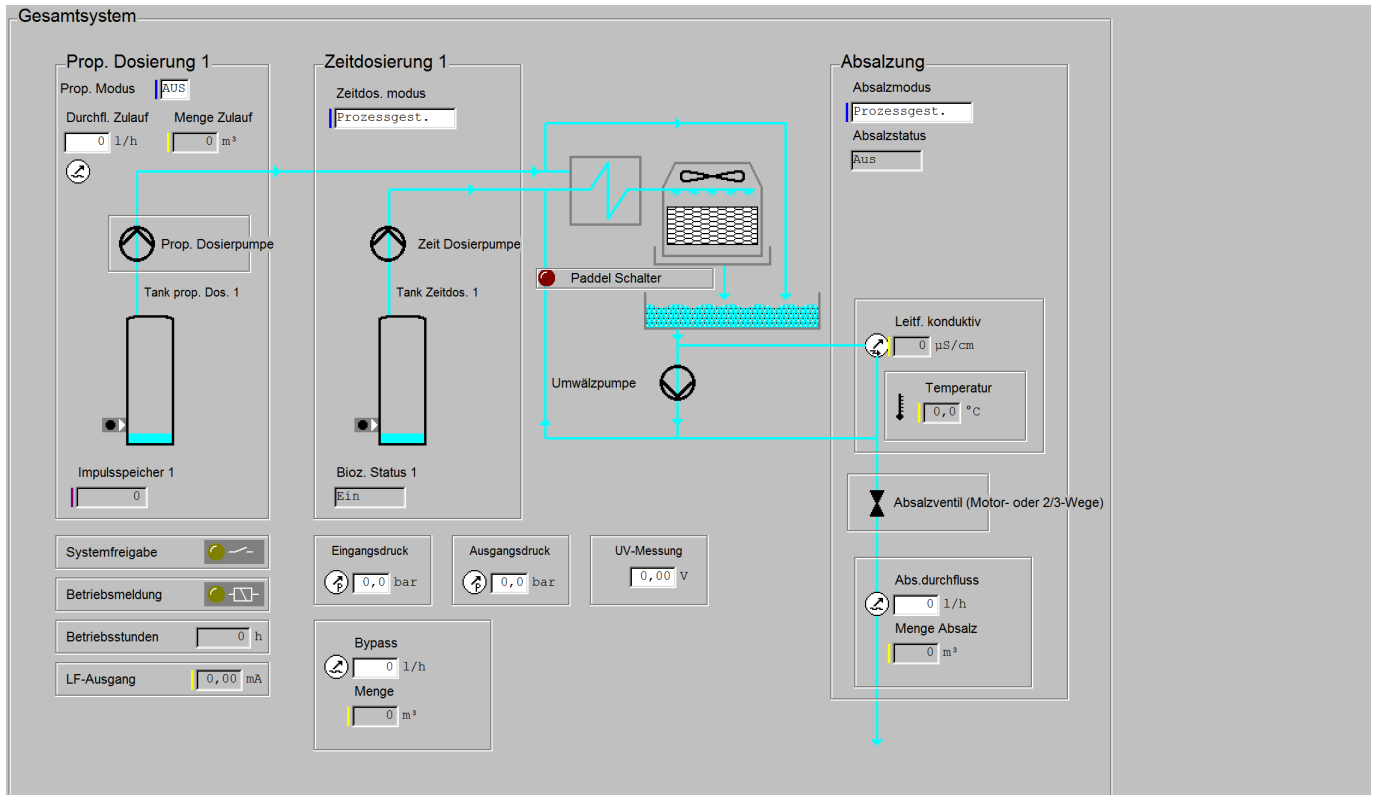 Gesamtsystem
Prop. Dosierung 1
Prop. Modus AUS
Durchfl. Zulauf Menge Zulauf
0 l/h 0 m³
Prop. Dosierpumpe
Tank prop. Dos. 1
Impulsspeicher 1
0
Zeitdosierung 1
Zeitdos. modus
Prozessgest.
Zeit Dosierpumpe
Tank Zeitdos. 1
Bioz. Status 1
Ein
Paddel Schalter
Umwälzpumpe
Absalzung
Absalzmodus
Prozessgest.
Absalzstatus
Aus
Leitf. konduktiv
0 µS/cm
Temperatur
0,0 °C
Absalzventil (Motor- oder 2/3-Wege)
Abs.durchfluss
0 l/h
Menge Absalz
0 m³
Systemfreigabe
Betriebsmeldung
Betriebsstunden 0 h
LF-Ausgang 0,00 mA
Eingangsdruck
P 0,0 bar
Ausgangsdruck
P 0,0 bar
UV-Messung
0,00 V
Bypass
0 l/h
Menge
0 m³